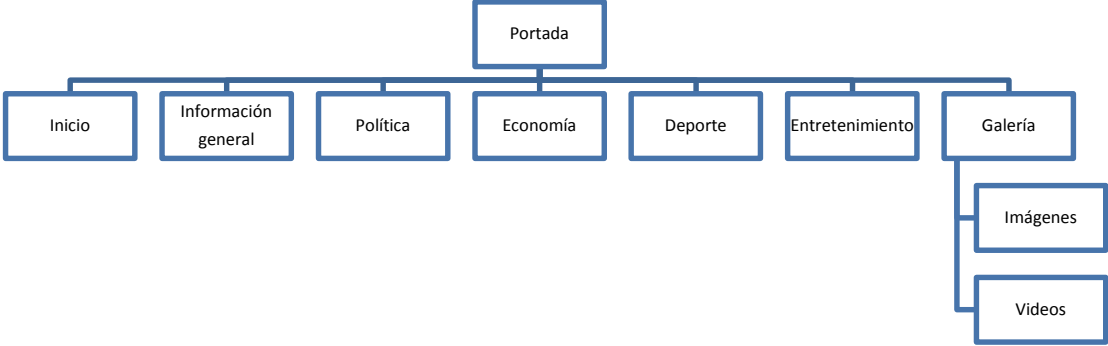 Portada
Inicio
Información
general
Política
Economía
Deporte
Entretenimiento
Galería
Imágenes
Videos